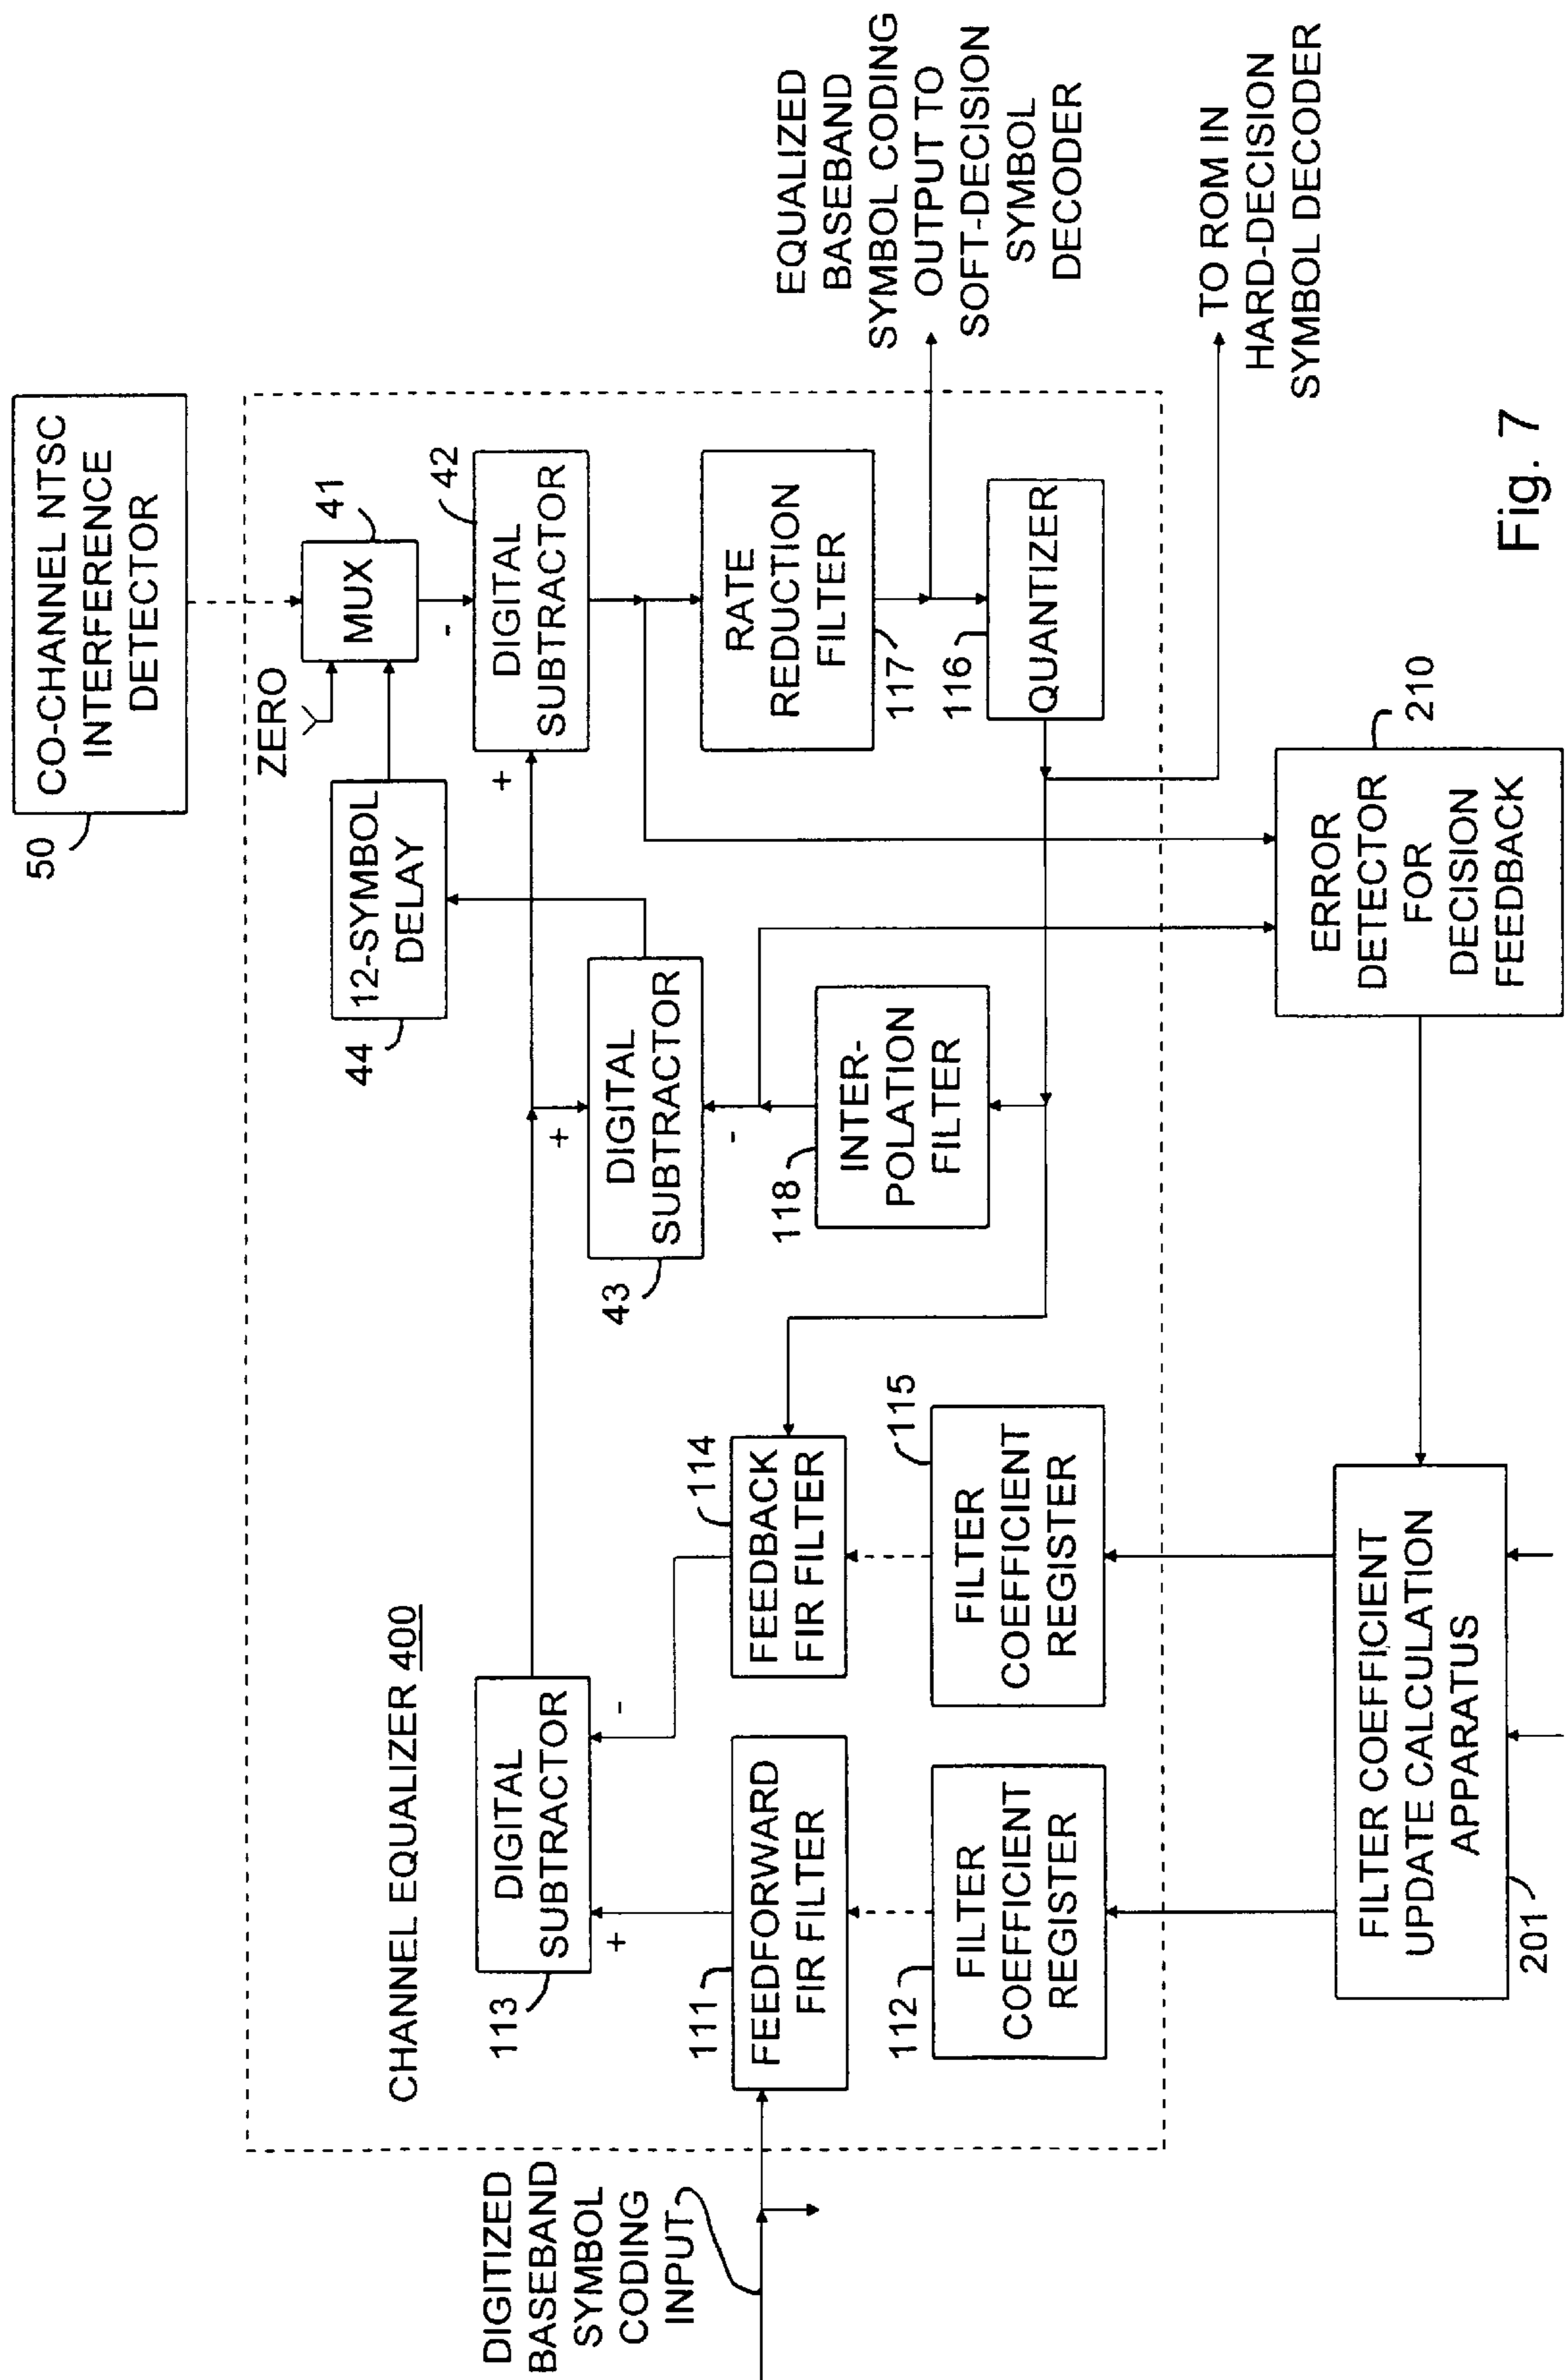 CO-CHANNEL NTSC
INTERFERENCE
DETECTOR
50
ZERO
MUX
41
12-SYMBOL
DELAY
44
-
+
DIGITAL
SUBTRACTOR
42
CHANNEL EQUALIZER 400
DIGITAL
SUBTRACTOR
113
+
-
+
DIGITAL
SUBTRACTOR
43
-
RATE
REDUCTION
FILTER
117
EQUALIZED
BASEBAND
SYMBOL CODING
OUTPUT TO
SOFT-DECISION
SYMBOL
DECODER
DIGITIZED
BASEBAND
SYMBOL
CODING
INPUT
FEEDFORWARD
FIR FILTER
111
FEEDBACK
FIR FILTER
114
INTER-
POLATION
FILTER
118
QUANTIZER
116
FILTER
COEFFICIENT
REGISTER
112
FILTER
COEFFICIENT
REGISTER
115
TO ROM IN
HARD-DECISION
SYMBOL DECODER
FILTER COEFFICIENT
UPDATE CALCULATION
APPARATUS
201
ERROR
DETECTOR
FOR
DECISION
FEEDBACK
210
Fig. 7